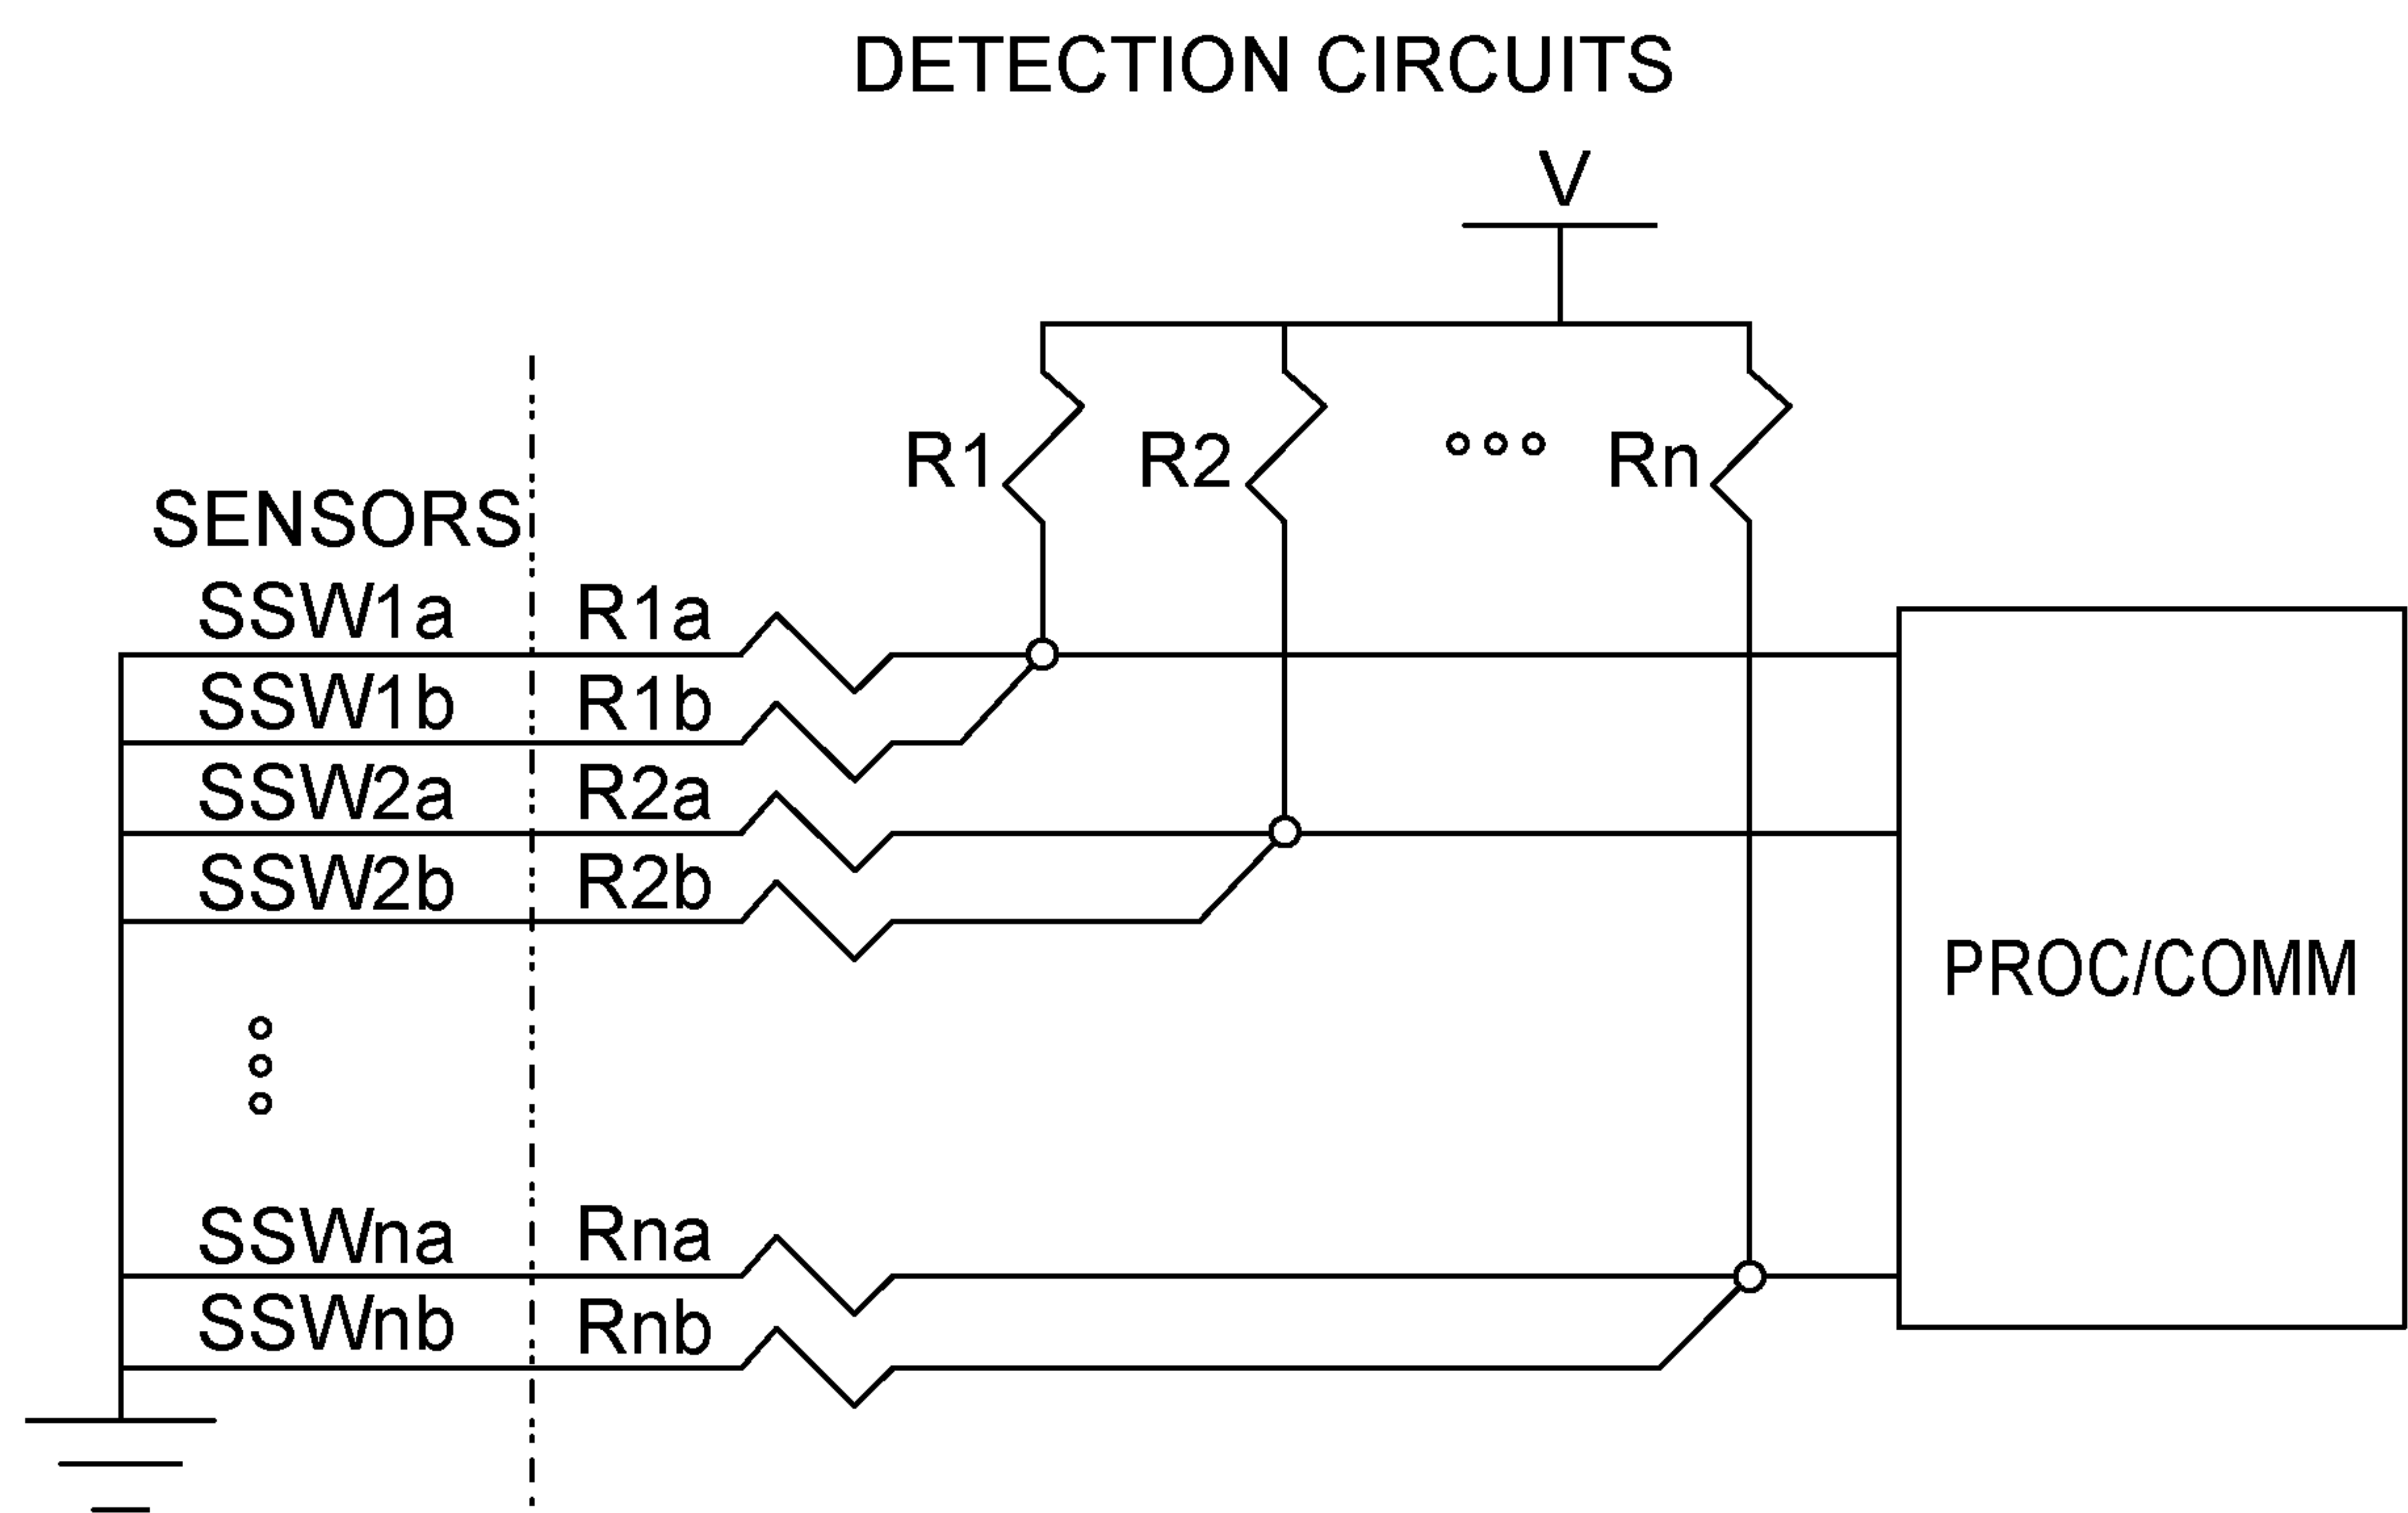 DETECTION CIRCUITS
V
R1 R2 Rn
SENSORS
SSW1a R1a
SSW1b R1b
SSW2a R2a
SSW2b R2b
PROC/COMM
SSWna Rna
SSWnb Rnb